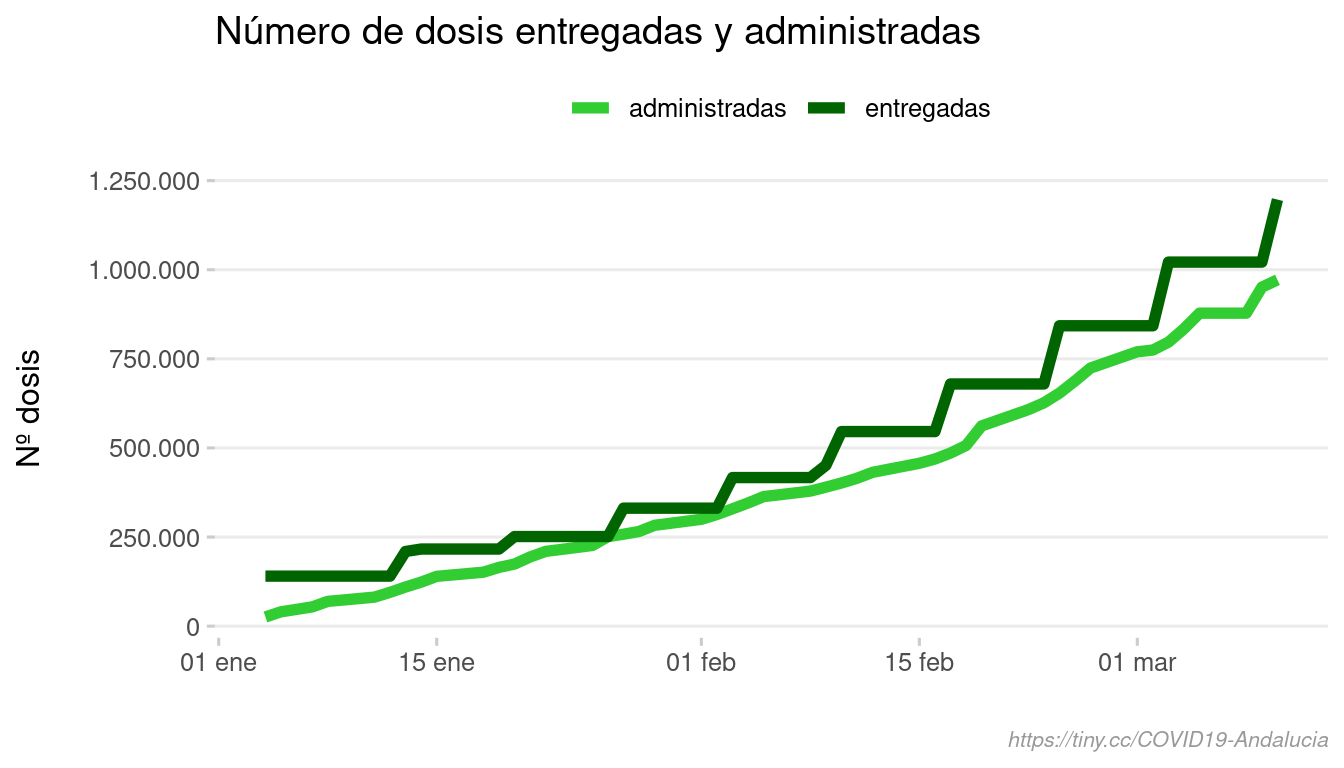 Número de dosis entregadas y administradas
administradas entregadas
1.250.000
1.000.000
750.000
500.000
250.000
0
Nº dosis
01 ene 15 ene 01 feb 15 feb 01 mar
https://tiny.cc/COVID19-Andalucia